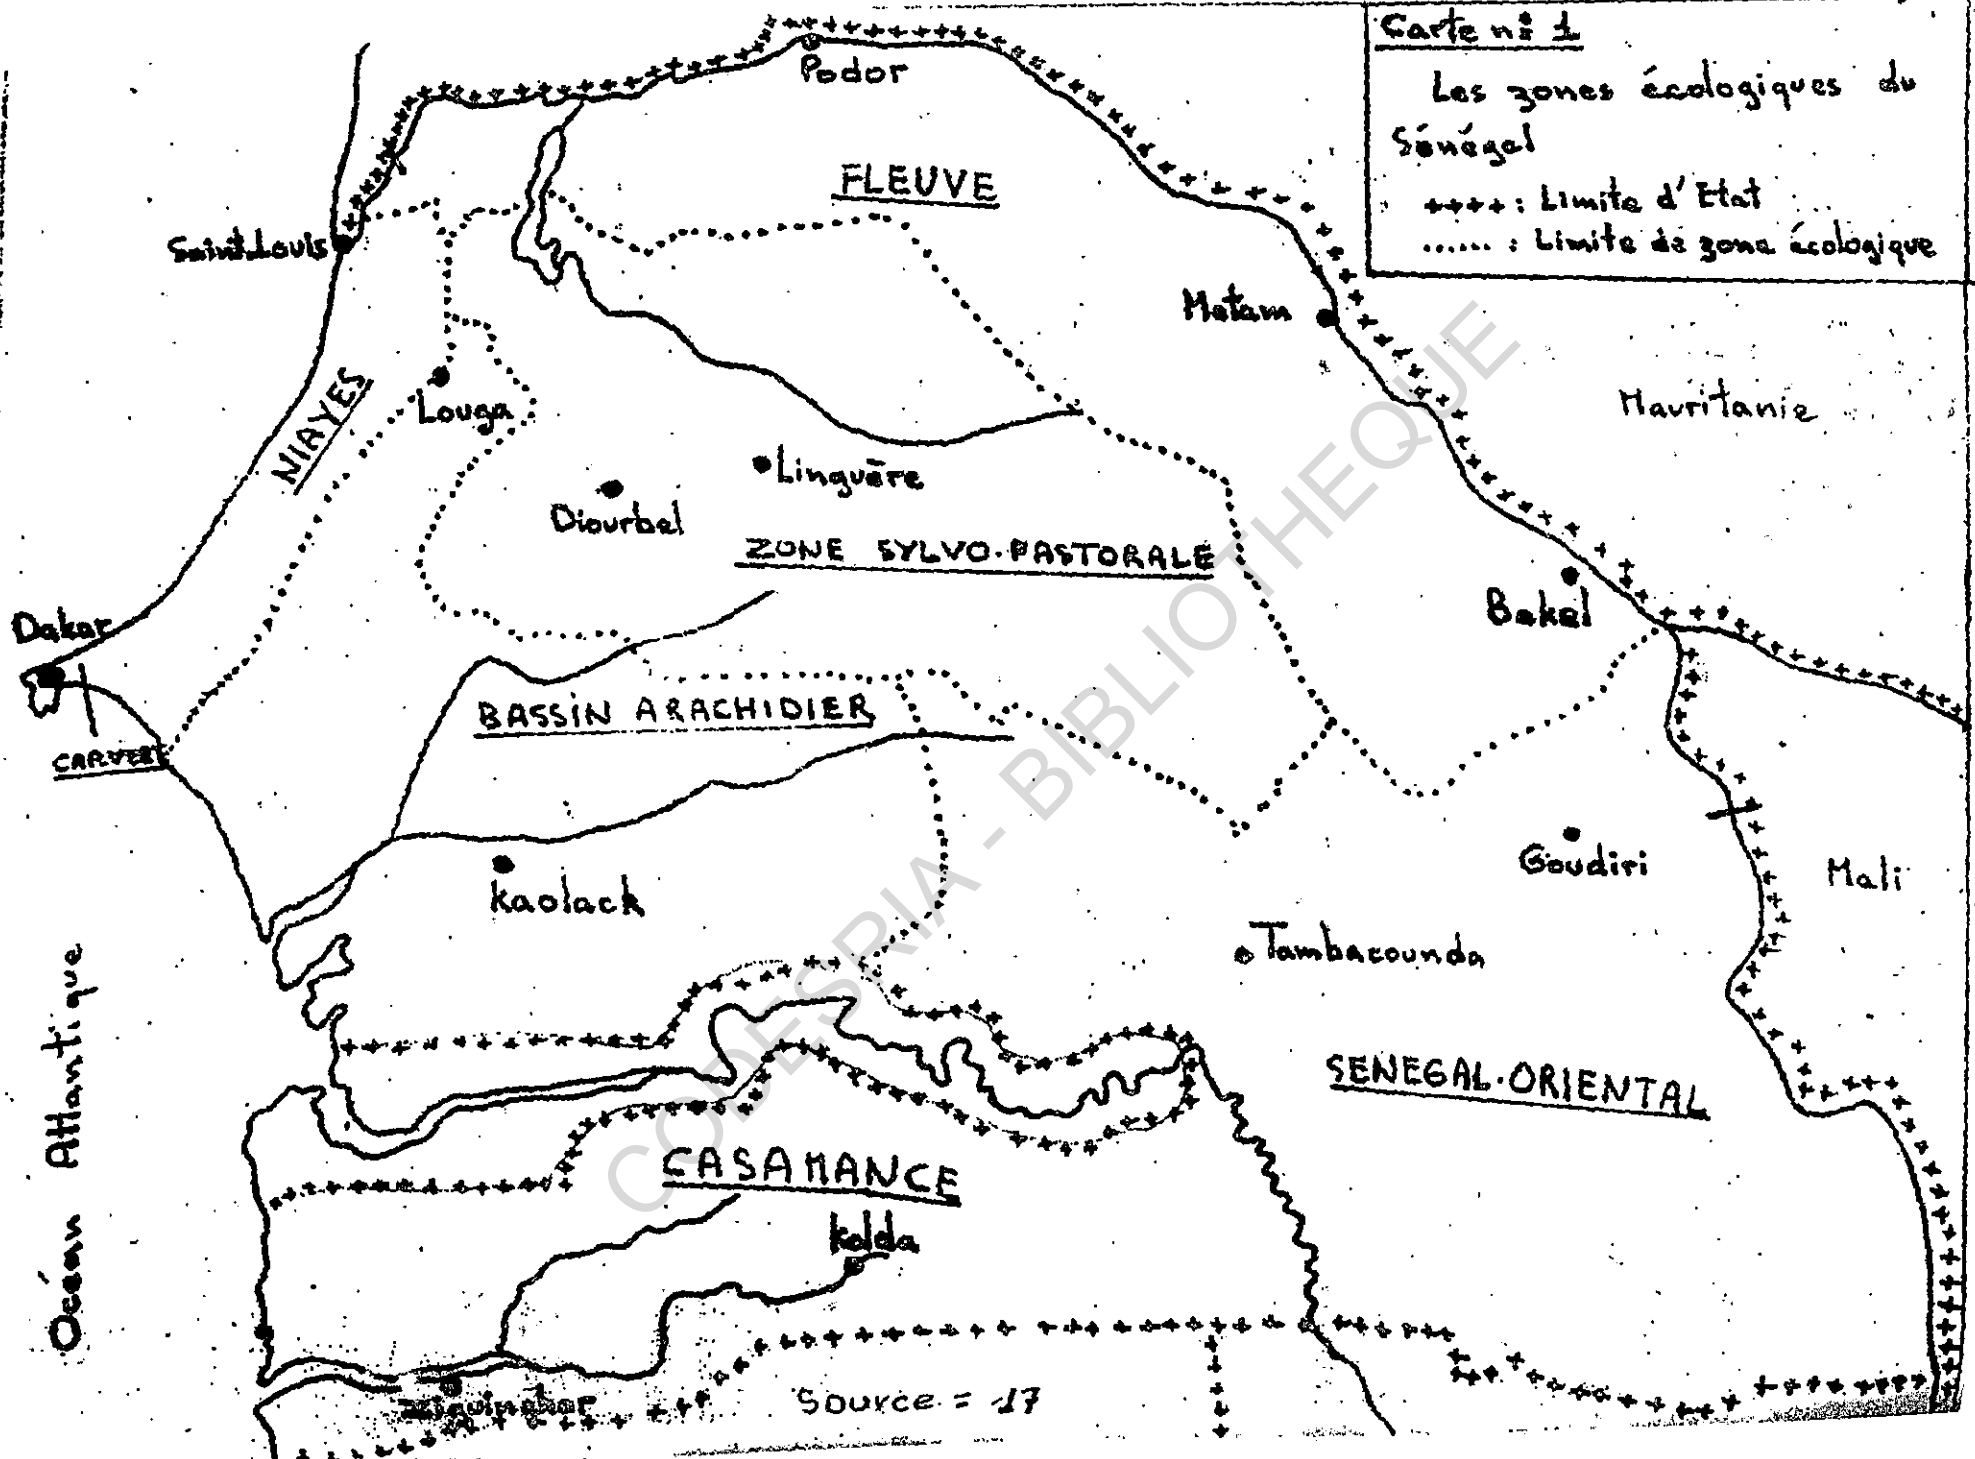 Carte n° 1
Les zones écologiques du
Sénégal
++++ : Limite d'Etat
...... : Limite de zone écologique
Podor
FLEUVE
Saint.Louis
Matam
Mauritanie
NIAYES
Louga
Linguère
Diourbel
ZONE SYLVO.PASTORALE
Bakel
Dakar
BASSIN ARACHIDIER
Goudiri
Mali
Kaolack
Tambacounda
Océan Atlantique
SENEGAL.ORIENTAL
CASAMANCE
Kolda
Ziguinchor
Source = 17
CODESRIA - BIBLIOTHEQUE